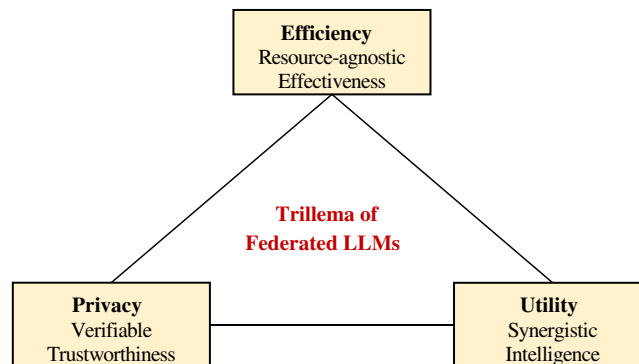 Efficiency
Resource-agnostic
Effectiveness
Trillema of
Federated LLMs
Privacy
Verifiable
Trustworthiness
Utility
Synergistic
Intelligence